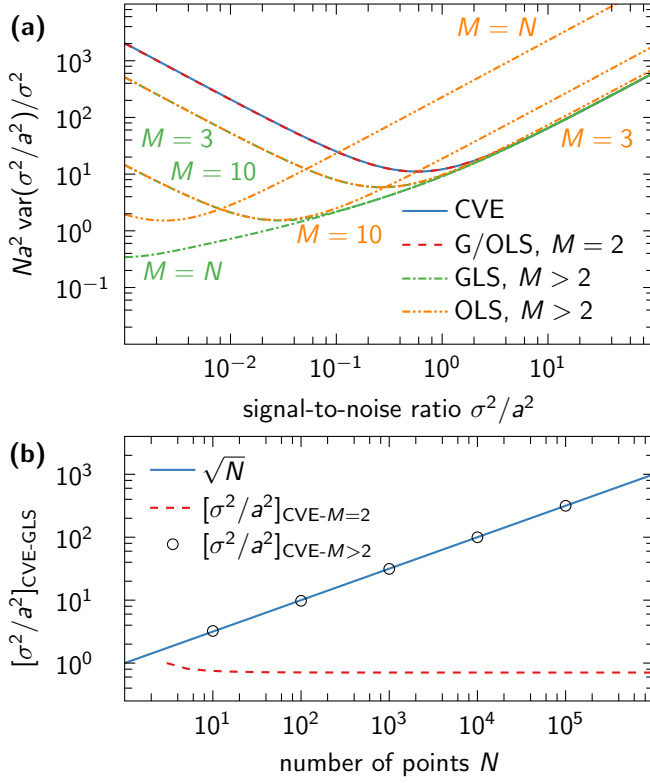 (a)
Na² var(σ²/a²)/σ²
10³
10²
10¹
10⁰
10⁻¹
M = N
M = 3
M = 10
M = N
M = 3
M = 10
CVE
G/OLS, M = 2
GLS, M > 2
OLS, M > 2
10⁻² 10⁻¹ 10⁰ 10¹
signal-to-noise ratio σ²/a²
(b)
[σ²/a²]CVE-GLS
10³
10²
10¹
10⁰
√N
[σ²/a²]CVE-M=2
[σ²/a²]CVE-M>2
10¹ 10² 10³ 10⁴ 10⁵
number of points N